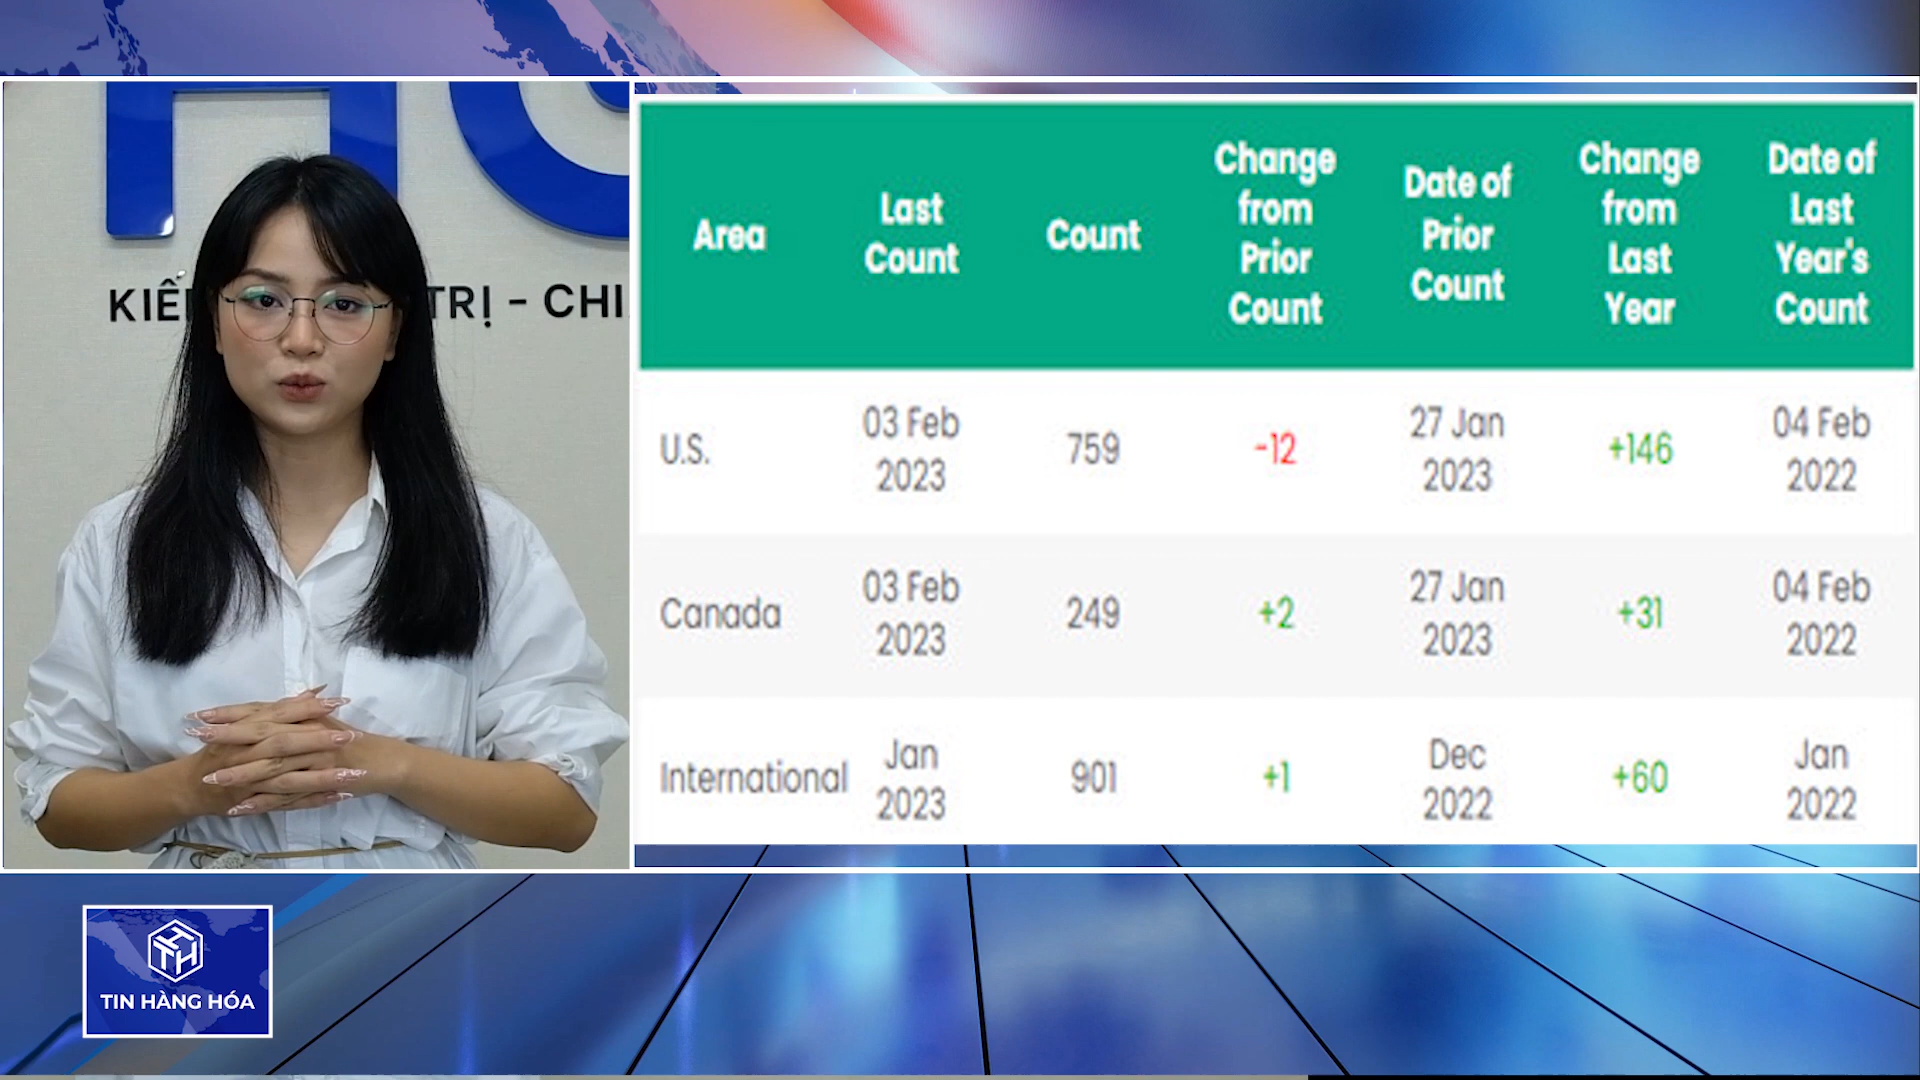 KIẾ TRỊ - CHI
Area
Last
Count
Count
Change
from
Prior
Count
Date of
Prior
Count
Change
from
Last
Year
Date of
Last
Year's
Count
U.S.
03 Feb
2023
759
-12
27 Jan
2023
+146
04 Feb
2022
Canada
03 Feb
2023
249
+2
27 Jan
2023
+31
04 Feb
2022
International
Jan
2023
901
+1
Dec
2022
+60
Jan
2022
TTH
TIN HÀNG HÓA